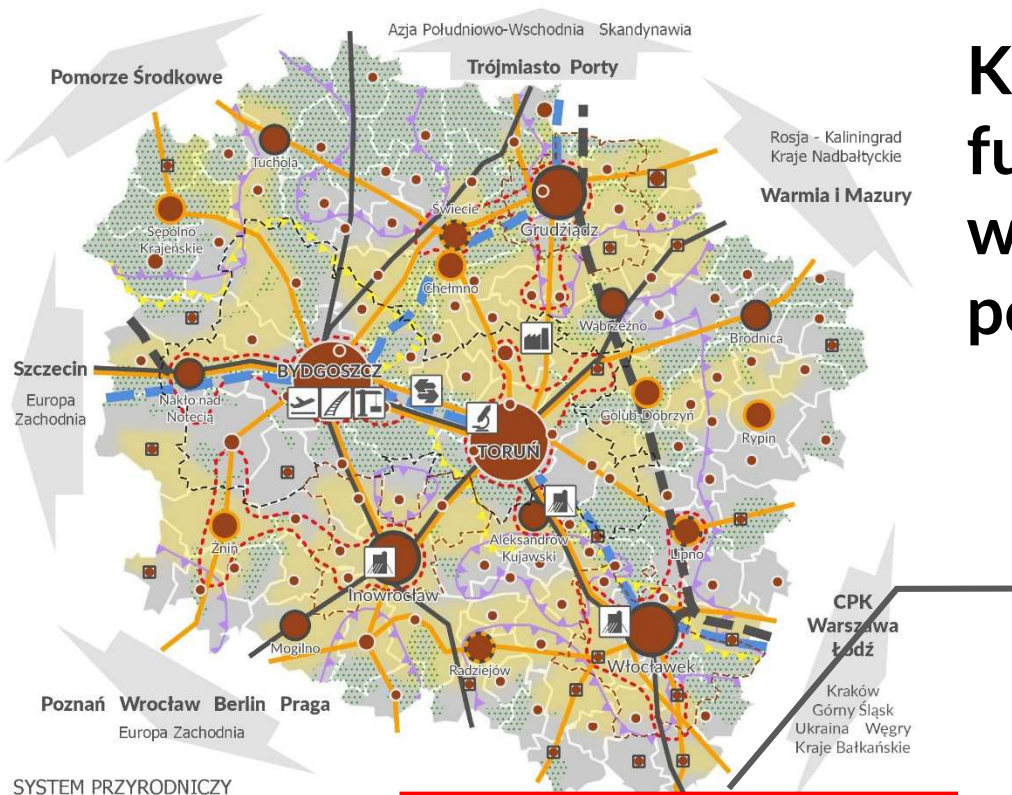 Azja Południowo-Wschodnia Skandynawia
Trójmiasto Porty
Pomorze Środkowe
Rosja - Kaliningrad
Kraje Nadbałtyckie
Warmia i Mazury
K
fu
w
po
Tuchola
Świecie
Grudziądz
Sępólno
Krajeńskie
Chełmno
Wąbrzeźno
Brodnica
Szczecin
Europa
Zachodnia
BYDGOSZCZ
Nakło nad
Notecią
Golub-Dobrzyń
Rypin
TORUŃ
Aleksandrów
Kujawski
Lipno
Żnin
Inowrocław
CPK
Warszawa
Łódź
Mogilno
Radziejów
Włocławek
Kraków
Górny Śląsk
Ukraina Węgry
Kraje Bałkańskie
Poznań Wrocław Berlin Praga
Europa Zachodnia
SYSTEM PRZYRODNICZY